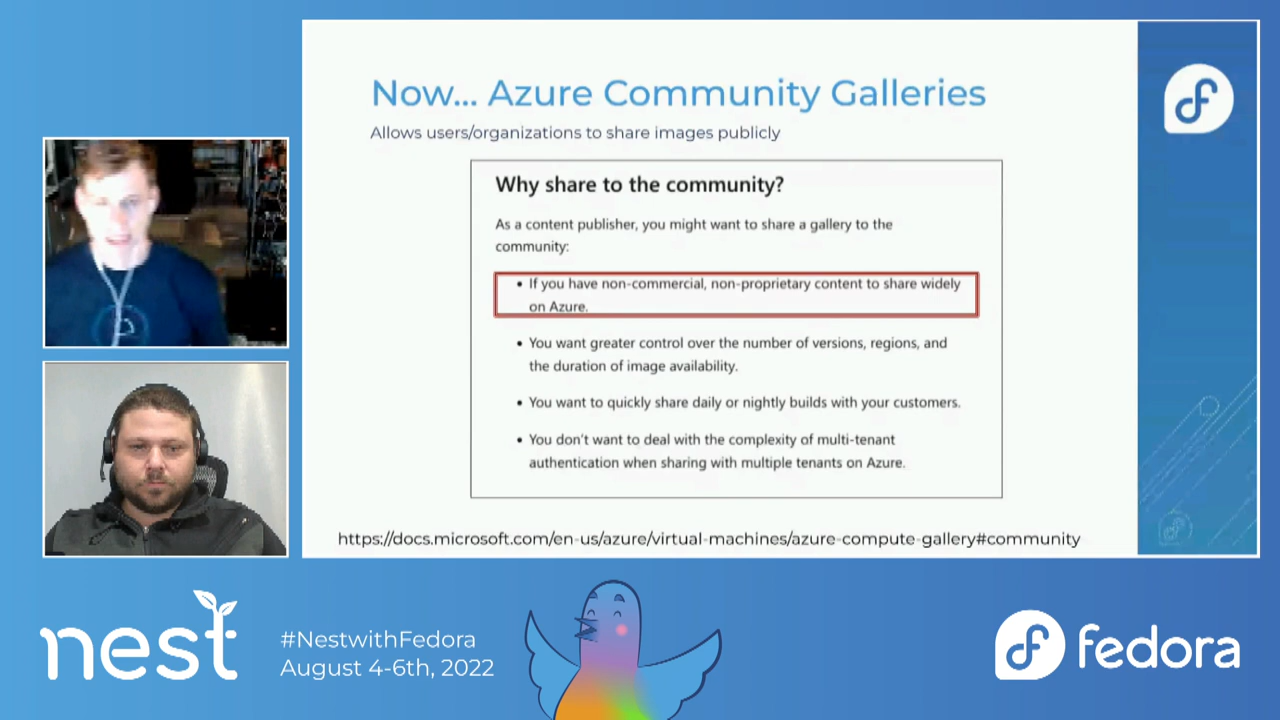 Now... Azure Community Galleries
Allows users/organizations to share images publicly
Why share to the community?
As a content publisher, you might want to share a gallery to the
community:
• If you have non-commercial, non-proprietary content to share widely
on Azure.
• You want greater control over the number of versions, regions, and
the duration of image availability.
• You want to quickly share daily or nightly builds with your customers.
• You don't want to deal with the complexity of multi-tenant
authentication when sharing with multiple tenants on Azure.
https://docs.microsoft.com/en-us/azure/virtual-machines/azure-compute-gallery#community
nest
#NestwithFedora
August 4-6th, 2022
fedora